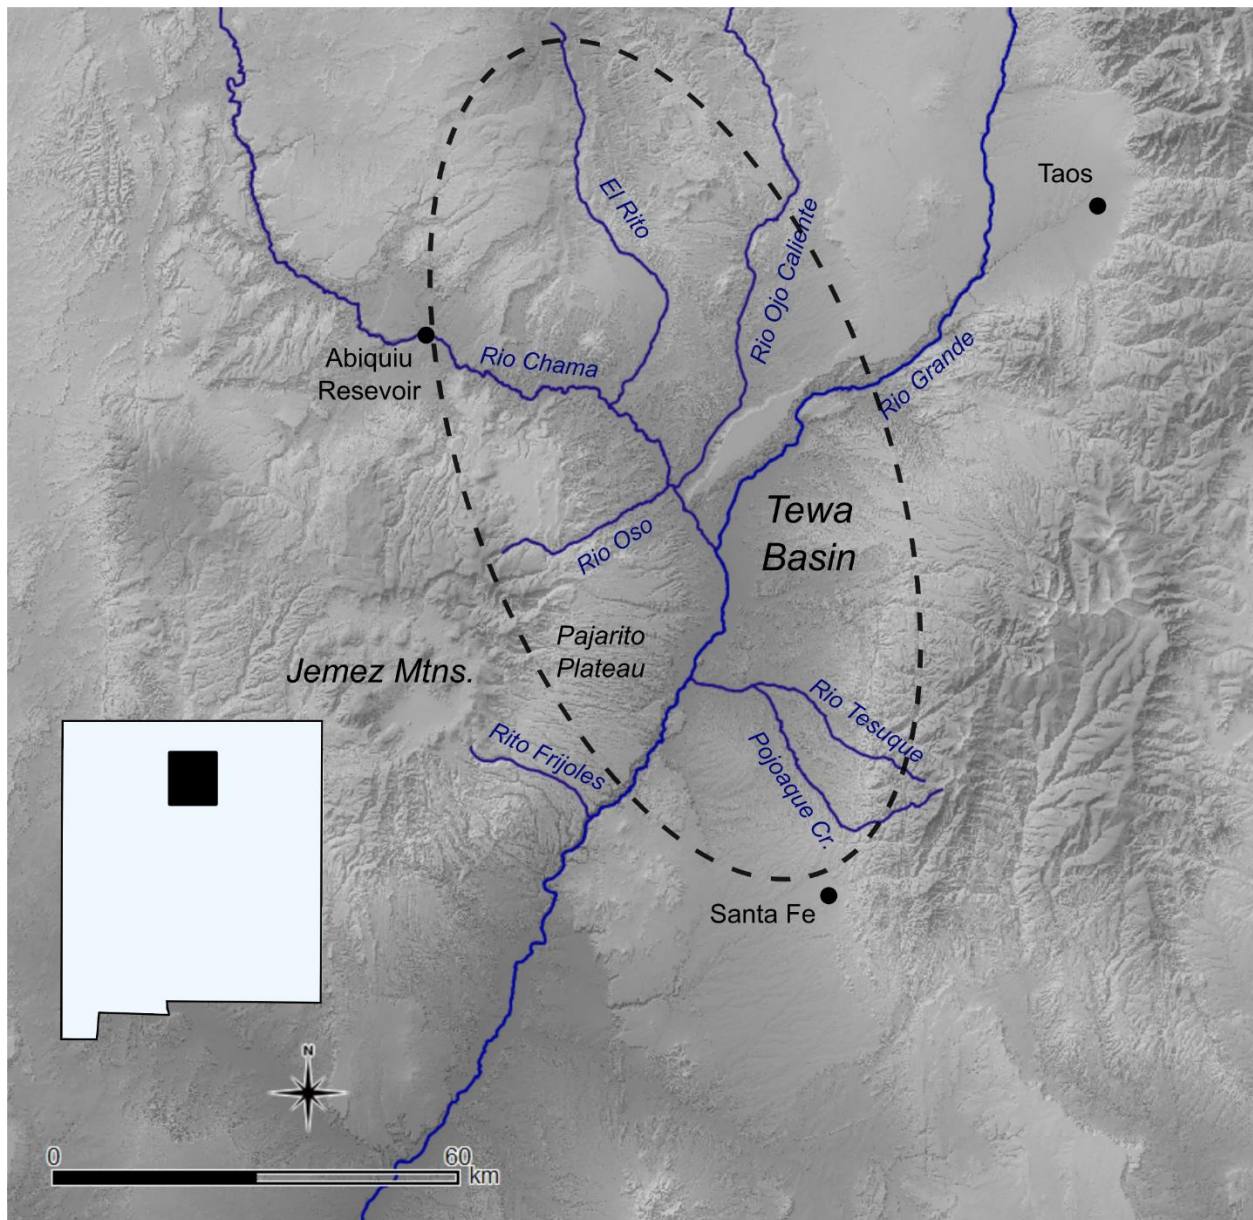 Taos
El Rito
Rio Ojo Caliente
Abiquiu
Resevoir
Rio Chama
Rio Grande
Tewa
Basin
Rio Oso
Pajarito
Plateau
Jemez Mtns.
Rio Tesuque
Rito Frijoles
Pojoaque Cr.
Santa Fe
N
0
60
km